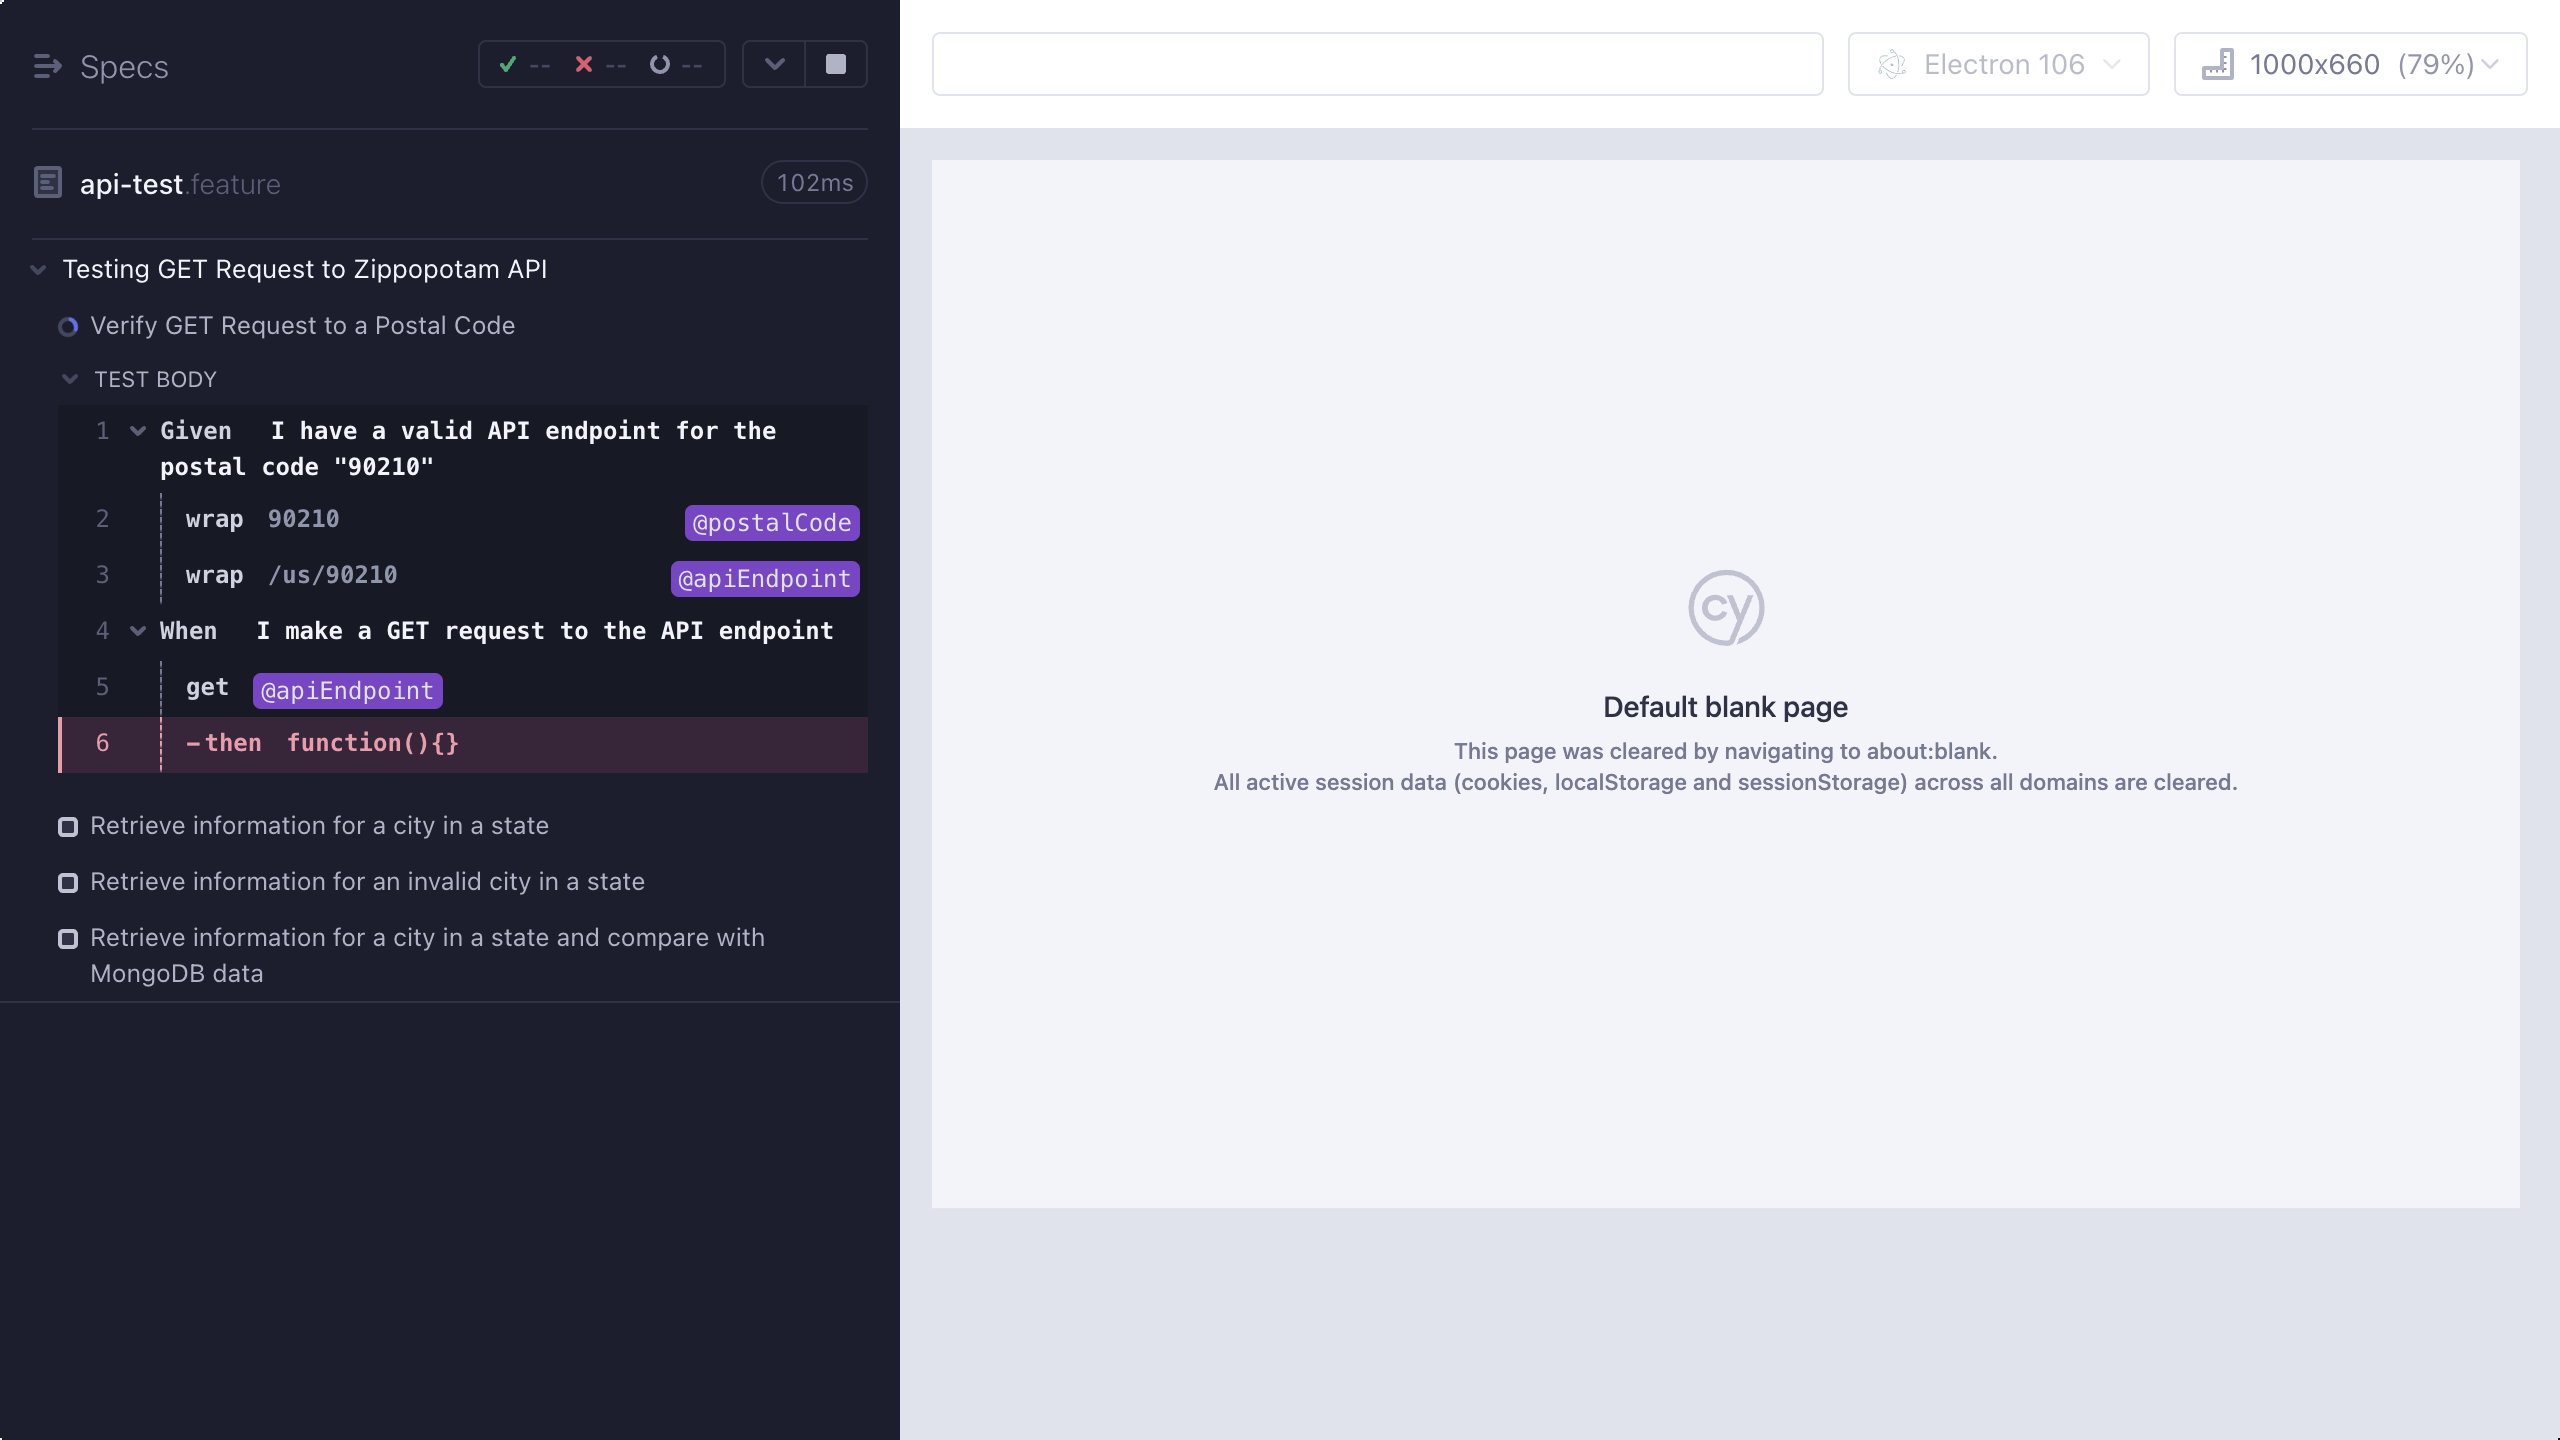 Specs
-- -- --
api-test.feature 102ms
Testing GET Request to Zippopotam API
Verify GET Request to a Postal Code
TEST BODY
1 Given I have a valid API endpoint for the
postal code "90210"
2 wrap 90210 @postalCode
3 wrap /us/90210 @apiEndpoint
4 When I make a GET request to the API endpoint
5 get @apiEndpoint
6 -then function(){}
Retrieve information for a city in a state
Retrieve information for an invalid city in a state
Retrieve information for a city in a state and compare with
MongoDB data
Electron 106
1000x660 (79%)
cy
Default blank page
This page was cleared by navigating to about:blank.
All active session data (cookies, localStorage and sessionStorage) across all domains are cleared.